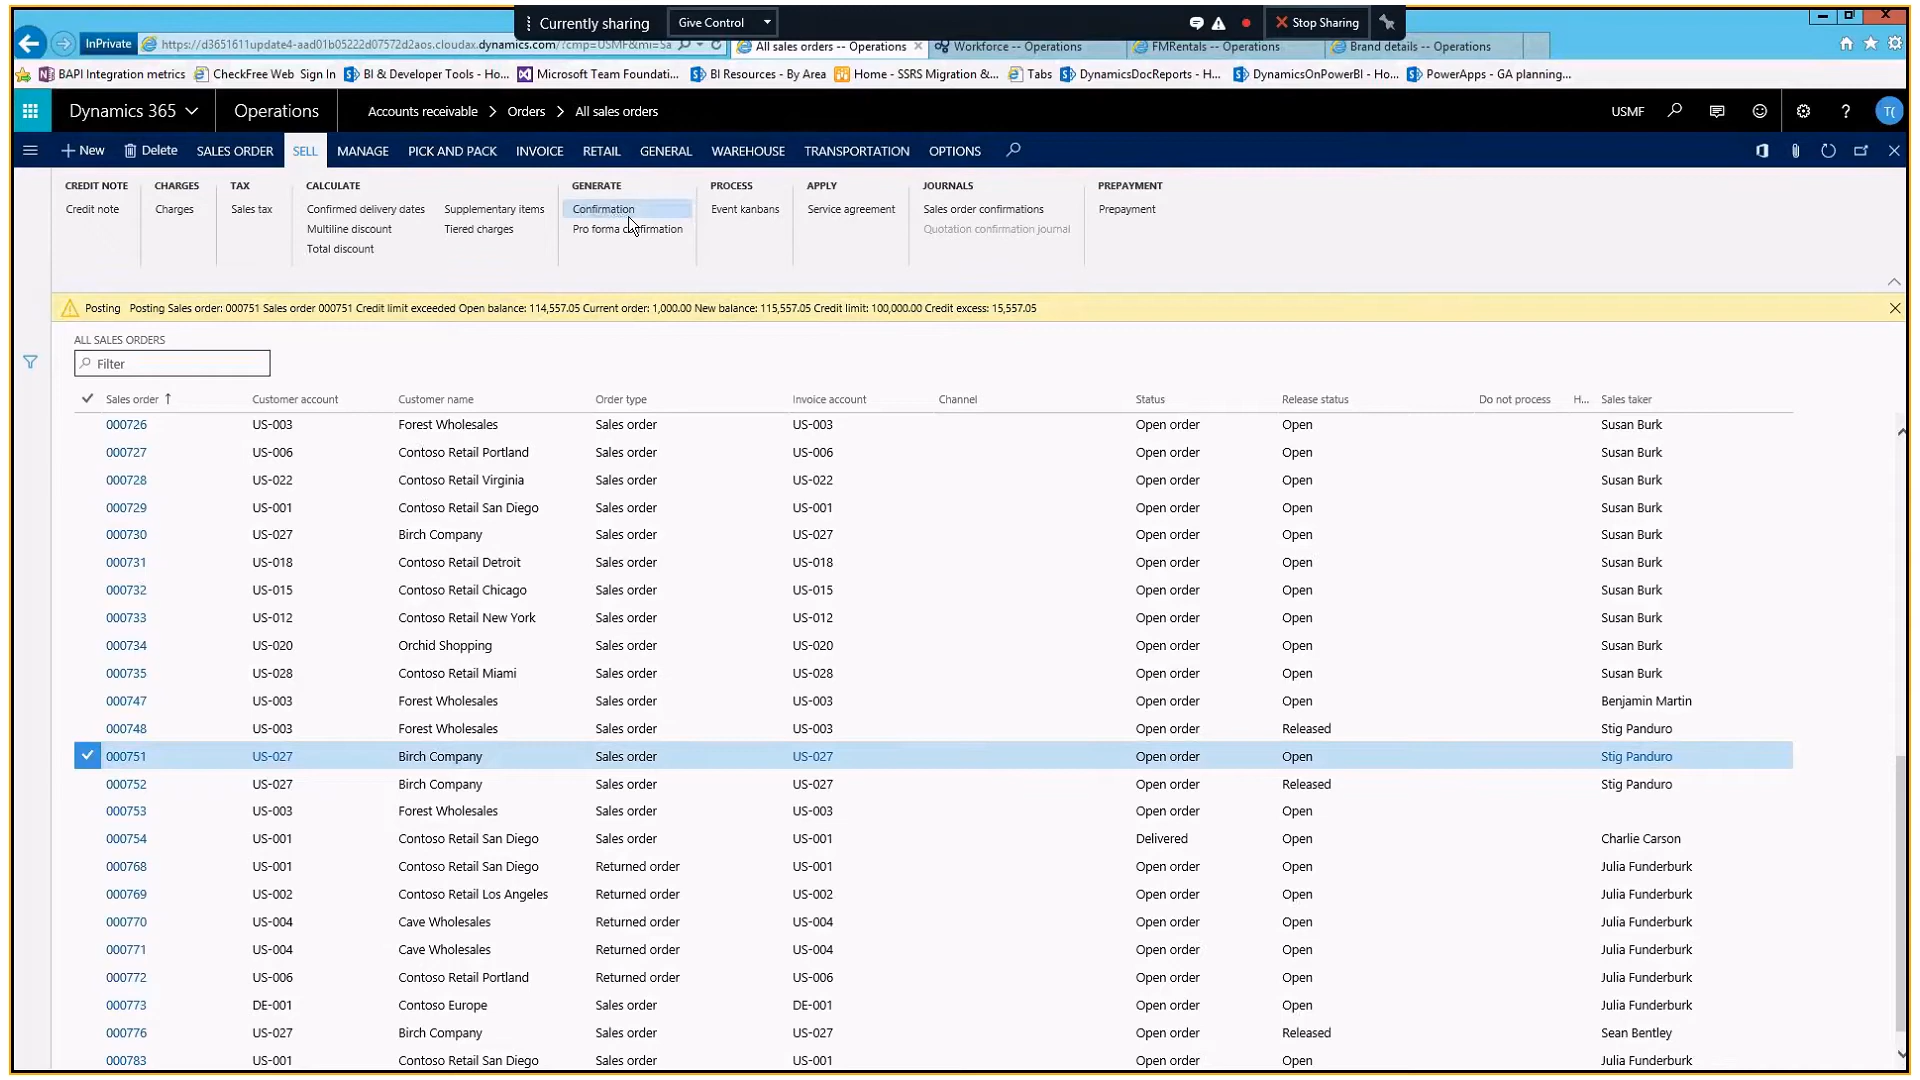 Currently sharing Give Control Stop Sharing
InPrivate https://d3651611update4-aad01b05222d07572d2aos.cloudax.dynamics.com/?cmp=USMF&mi=Sa All sales orders -- Operations Workforce -- Operations FMRentals -- Operations Brand details -- Operations
BAPI Integration metrics CheckFree Web Sign In BI & Developer Tools - Ho... Microsoft Team Foundati... BI Resources - By Area Home - SSRS Migration &... Tabs DynamicsDocReports - H... DynamicsOnPowerBI - Ho... PowerApps - GA planning...
Dynamics 365 Operations Accounts receivable > Orders > All sales orders USMF ? T(
+ New Delete SALES ORDER SELL MANAGE PICK AND PACK INVOICE RETAIL GENERAL WAREHOUSE TRANSPORTATION OPTIONS
CREDIT NOTE CHARGES TAX CALCULATE GENERATE PROCESS APPLY JOURNALS PREPAYMENT
Credit note Charges Sales tax Confirmed delivery dates Supplementary items Confirmation Event kanbans Service agreement Sales order confirmations Prepayment
Multiline discount Tiered charges Pro forma confirmation Quotation confirmation journal
Total discount
Posting Posting Sales order: 000751 Sales order 000751 Credit limit exceeded Open balance: 114,557.05 Current order: 1,000.00 New balance: 115,557.05 Credit limit: 100,000.00 Credit excess: 15,557.05
ALL SALES ORDERS
Filter
Sales order Customer account Customer name Order type Invoice account Channel Status Release status Do not process H... Sales taker
000726 US-003 Forest Wholesales Sales order US-003 Open order Open Susan Burk
000727 US-006 Contoso Retail Portland Sales order US-006 Open order Open Susan Burk
000728 US-022 Contoso Retail Virginia Sales order US-022 Open order Open Susan Burk
000729 US-001 Contoso Retail San Diego Sales order US-001 Open order Open Susan Burk
000730 US-027 Birch Company Sales order US-027 Open order Open Susan Burk
000731 US-018 Contoso Retail Detroit Sales order US-018 Open order Open Susan Burk
000732 US-015 Contoso Retail Chicago Sales order US-015 Open order Open Susan Burk
000733 US-012 Contoso Retail New York Sales order US-012 Open order Open Susan Burk
000734 US-020 Orchid Shopping Sales order US-020 Open order Open Susan Burk
000735 US-028 Contoso Retail Miami Sales order US-028 Open order Open Susan Burk
000747 US-003 Forest Wholesales Sales order US-003 Open order Open Benjamin Martin
000748 US-003 Forest Wholesales Sales order US-003 Open order Released Stig Panduro
000751 US-027 Birch Company Sales order US-027 Open order Open Stig Panduro
000752 US-027 Birch Company Sales order US-027 Open order Released Stig Panduro
000753 US-003 Forest Wholesales Sales order US-003 Open order Open
000754 US-001 Contoso Retail San Diego Sales order US-001 Delivered Open Charlie Carson
000768 US-001 Contoso Retail San Diego Returned order US-001 Open order Open Julia Funderburk
000769 US-002 Contoso Retail Los Angeles Returned order US-002 Open order Open Julia Funderburk
000770 US-004 Cave Wholesales Returned order US-004 Open order Open Julia Funderburk
000771 US-004 Cave Wholesales Returned order US-004 Open order Open Julia Funderburk
000772 US-006 Contoso Retail Portland Returned order US-006 Open order Open Julia Funderburk
000773 DE-001 Contoso Europe Sales order DE-001 Open order Open Julia Funderburk
000776 US-027 Birch Company Sales order US-027 Open order Released Sean Bentley
000783 US-001 Contoso Retail San Diego Sales order US-001 Open order Open Julia Funderburk